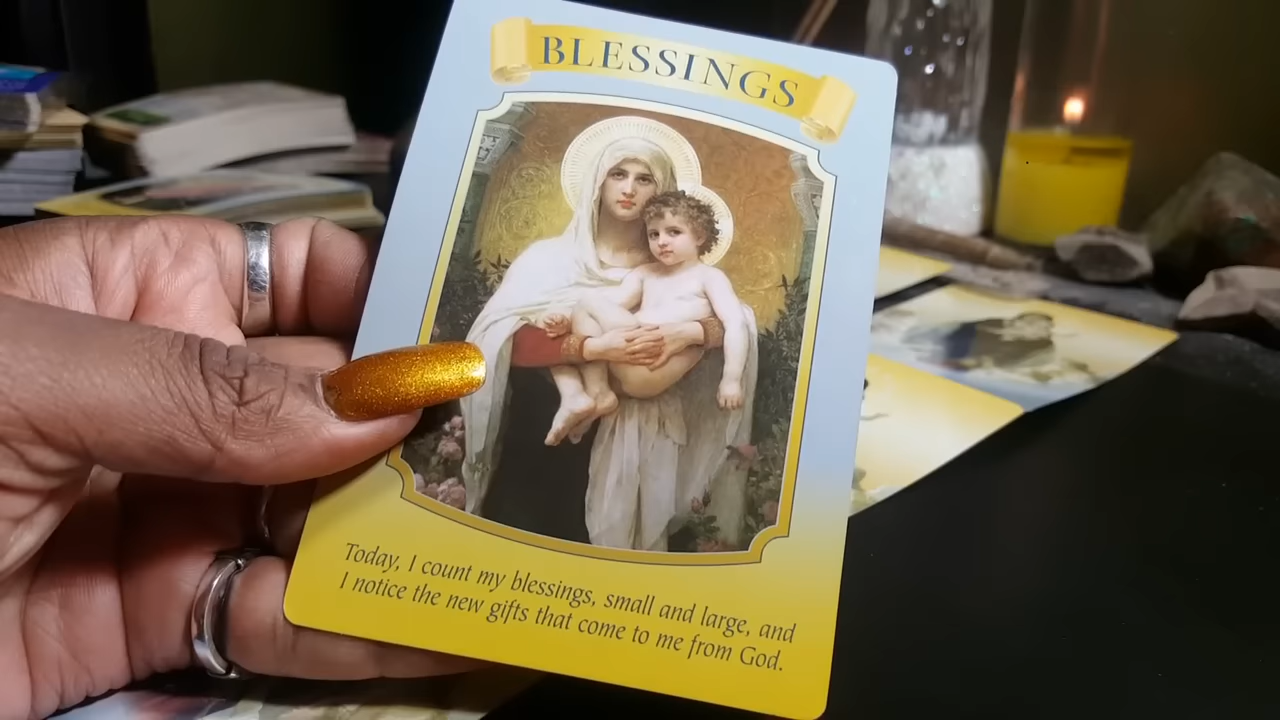 BLESSINGS
Today, I count my blessings, small and large, and
I notice the new gifts that come to me from God.